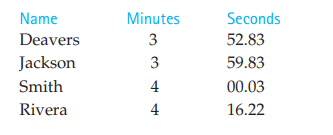 Name Minutes Seconds
Deavers 3 52.83
Jackson 3 59.83
Smith 4 00.03
Rivera 4 16.22